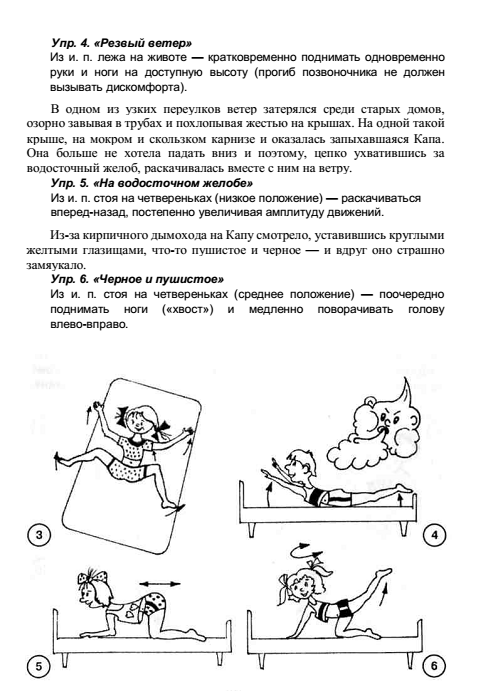 Упр. 4. «Резвый ветер»
Из и. п. лежа на животе — кратковременно поднимать одновременно
руки и ноги на доступную высоту (прогиб позвоночника не должен
вызывать дискомфорта).
В одном из узких переулков ветер затерялся среди старых домов,
озорно завывая в трубах и похлопывая жестью на крышах. На одной такой
крыше, на мокром и скользком карнизе и оказалась запыхавшаяся Капа.
Она больше не хотела падать вниз и поэтому, цепко ухватившись за
водосточный желоб, раскачивалась вместе с ним на ветру.
Упр. 5. «На водосточном желобе»
Из и. п. стоя на четвереньках (низкое положение) — раскачиваться
вперед-назад, постепенно увеличивая амплитуду движений.
Из-за кирпичного дымохода на Капу смотрело, уставившись круглыми
желтыми глазищами, что-то пушистое и черное — и вдруг оно страшно
замяукало.
Упр. 6. «Черное и пушистое»
Из и. п. стоя на четвереньках (среднее положение) — поочередно
поднимать ноги («хвост») и медленно поворачивать голову
влево-вправо.
3
4
5
6